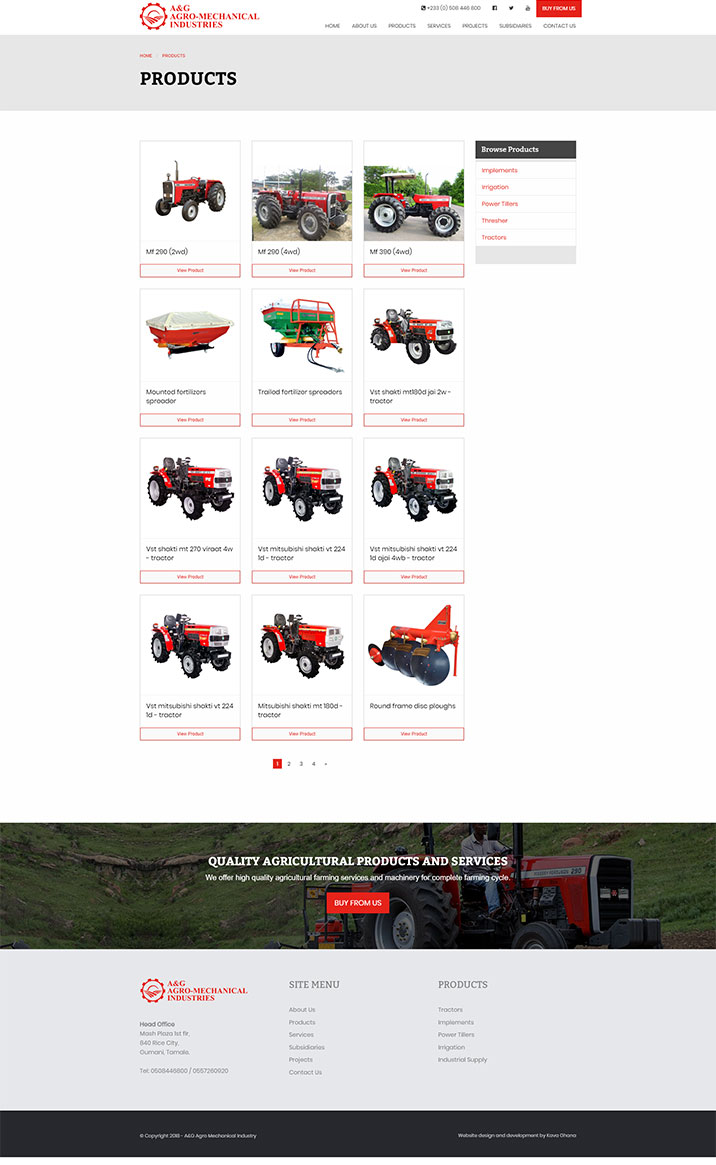 A&G
AGRO-MECHANICAL
INDUSTRIES
+233 (0) 508 446 800
BUY FROM US
HOME ABOUT US PRODUCTS SERVICES PROJECTS SUBSIDIARIES CONTACT US
HOME PRODUCTS
PRODUCTS
Browse Products
Implements
Irrigation
Power Tillers
Thresher
Tractors
Mf 290 (2wd)
View Product
Mf 290 (4wd)
View Product
Mf 390 (4wd)
View Product
Mounted fertilizers
spreader
View Product
Trailed fertilizer spreaders
View Product
Vst shakti mt180d jai 2w -
tractor
View Product
Vst shakti mt 270 viraat 4w
- tractor
View Product
Vst mitsubishi shakti vt 224
1d - tractor
View Product
Vst mitsubishi shakti vt 224
1d ajai 4wb - tractor
View Product
Vst mitsubishi shakti vt 224
1d - tractor
View Product
Mitsubishi shakti mt 180d -
tractor
View Product
Round frame disc ploughs
View Product
1 2 3 4 »
QUALITY AGRICULTURAL PRODUCTS AND SERVICES
We offer high quality agricultural farming services and machinery for complete farming cycle.
BUY FROM US
290
A&G
AGRO-MECHANICAL
INDUSTRIES
Head Office
Mash Plaza 1st flr,
840 Rice City,
Gumani, Tamale.
Tel: 0508446800 / 0557280920
SITE MENU
About Us
Products
Services
Subsidiaries
Projects
Contact Us
PRODUCTS
Tractors
Implements
Power Tillers
Irrigation
Industrial Supply
© Copyright 2018 - A&G Agro Mechanical Industry
Website design and development by Kava Ghana